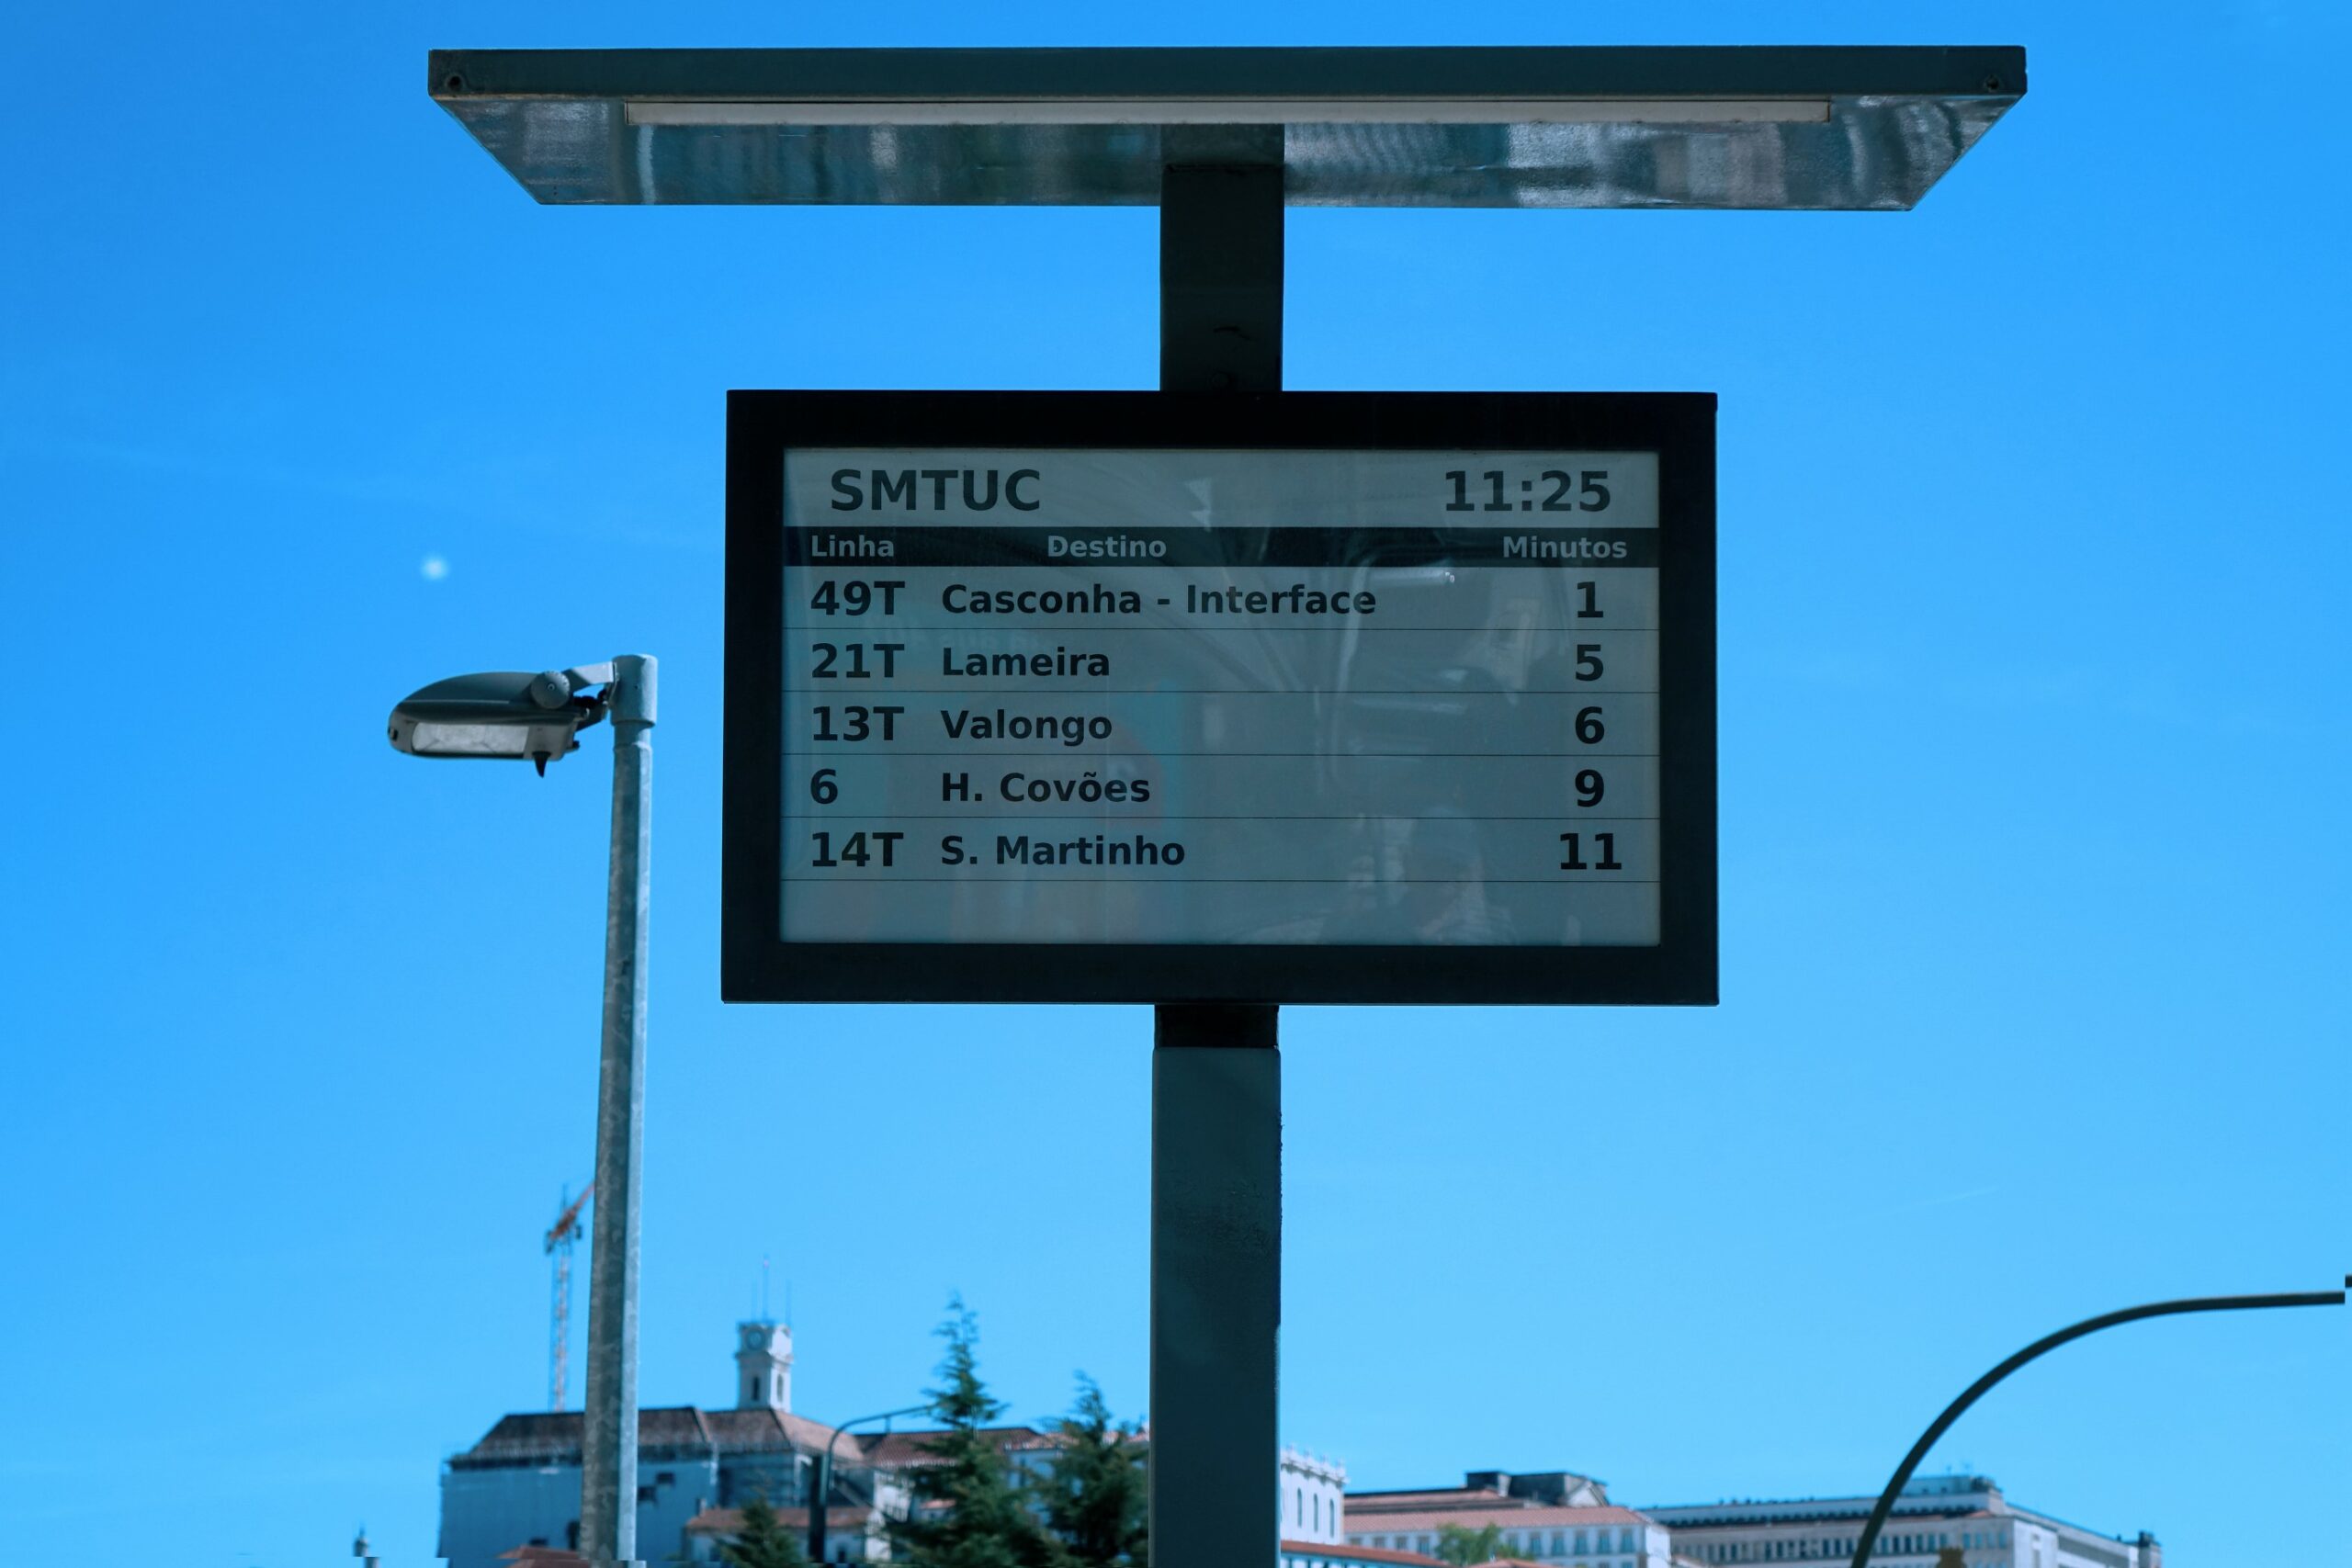 SMTUC 11:25
Linha Destino Minutos
49T Casconha - Interface 1
21T Lameira 5
13T Valongo 6
6 H. Covões 9
14T S. Martinho 11